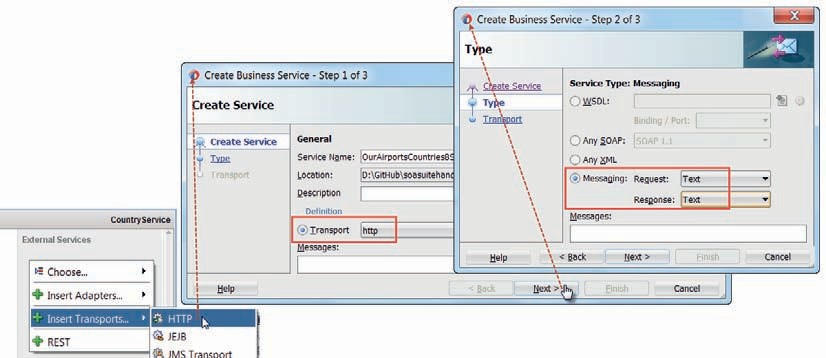 CountryService
External Services
Choose...
Insert Adapters...
Insert Transports...
REST
HTTP
JEJB
JMS Transport
Create Business Service - Step 1 of 3
Create Service
Create Service
Type
Transport
General
Service Name: OurAirportsCountriesBS
Location: D:\GitHub\soasuitehand
Description
Definition
Transport http
Messages:
Help
< Back
Next >
Finish
Cancel
Create Business Service - Step 2 of 3
Type
Create Service
Type
Transport
Service Type: Messaging
WSDL:
Binding / Port:
Any SOAP: SOAP 1.1
Any XML
Messaging: Request: Text
Response: Text
Messages:
Help
< Back
Next >
Finish
Cancel